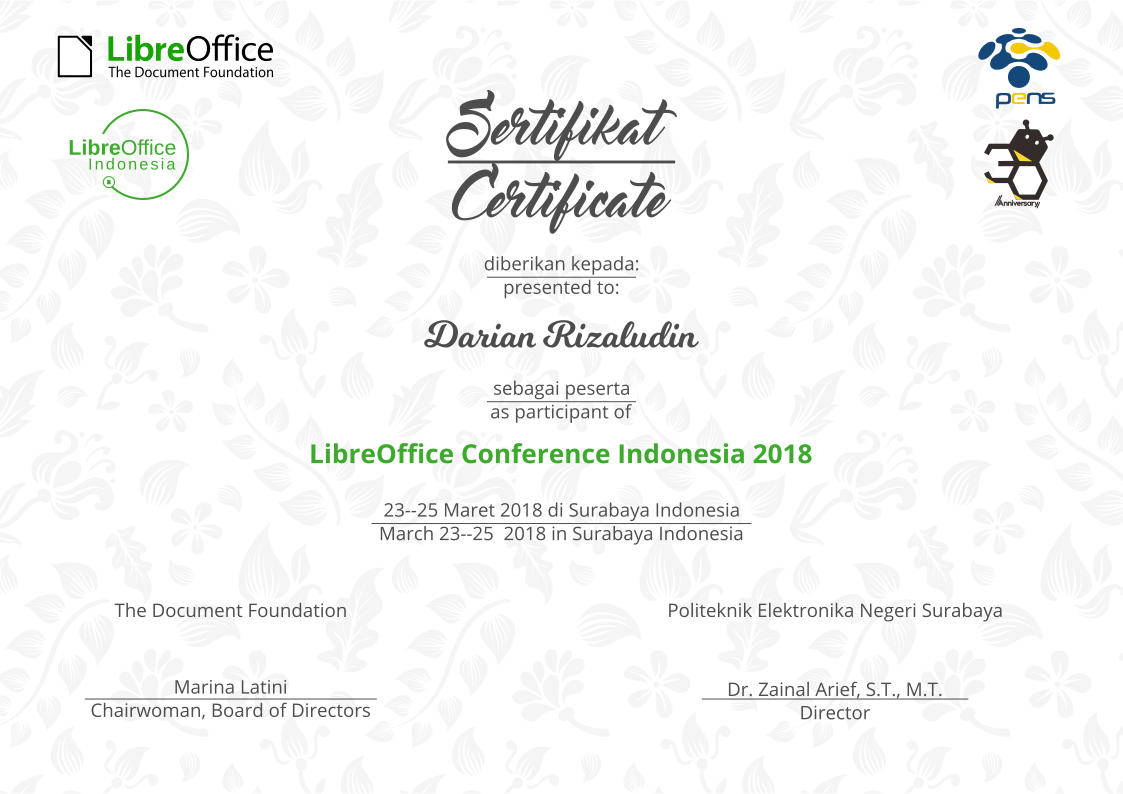 LibreOffice
The Document Foundation
pens
LibreOffice
Indonesia
30
Anniversary
Sertifikat
Certificate
diberikan kepada:
presented to:
Darian Rizaludin
sebagai peserta
as participant of
LibreOffice Conference Indonesia 2018
23--25 Maret 2018 di Surabaya Indonesia
March 23--25  2018 in Surabaya Indonesia
The Document Foundation
Politeknik Elektronika Negeri Surabaya
Marina Latini
Chairwoman, Board of Directors
Dr. Zainal Arief, S.T., M.T.
Director